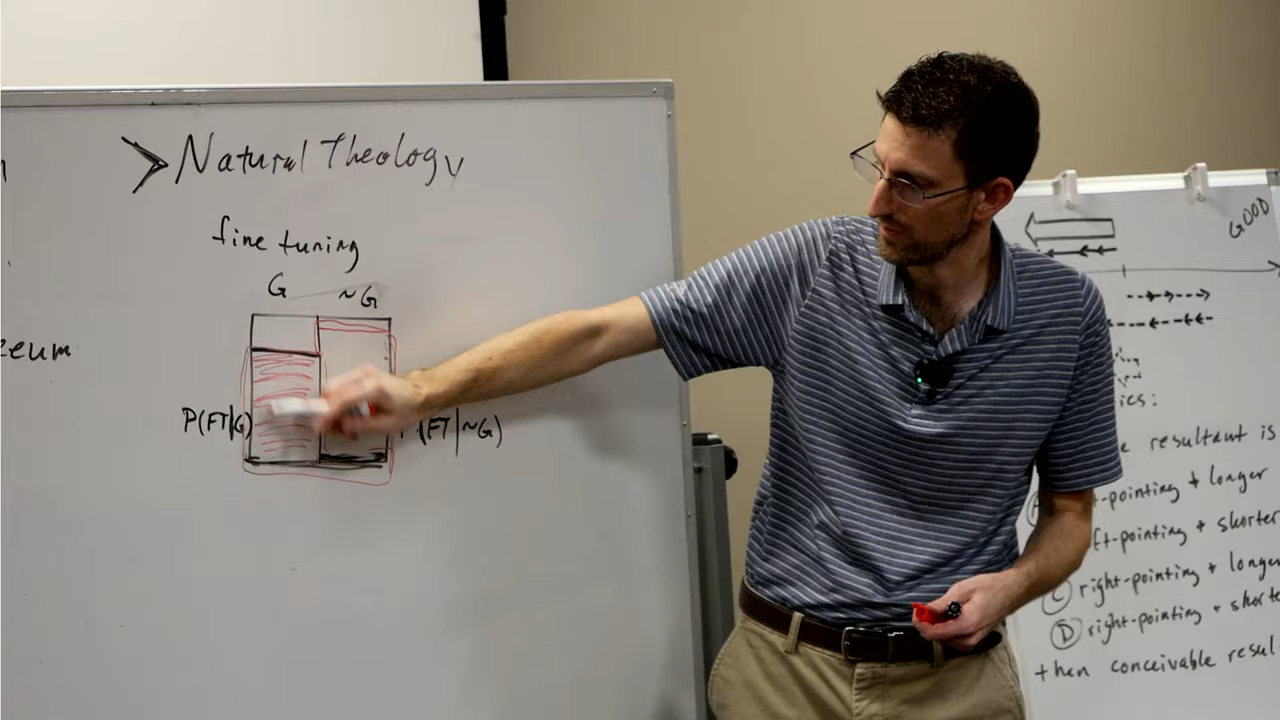 > Natural Theology
fine tuning
G ~G
P(FT|G) (FT|~G)
zeum
GOOD
ics:
e resultant is
-pointing + longer
ft-pointing + shorter
C right-pointing + longer
D right-pointing + shorte
then conceivable resul